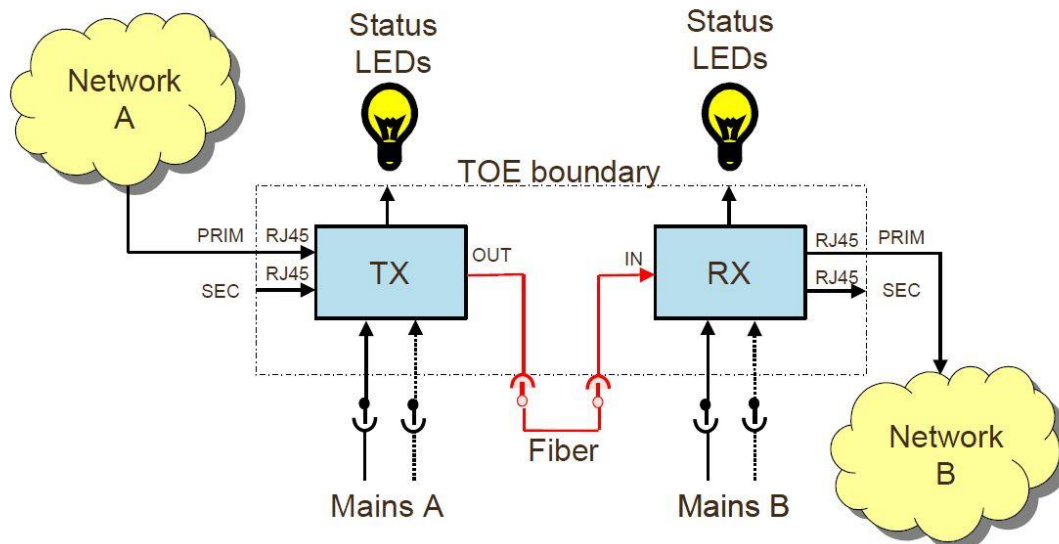 Status
LEDs
Status
LEDs
Network
A
TOE boundary
PRIM
RJ45
TX
OUT
IN
RX
RJ45
PRIM
SEC
RJ45
RJ45
SEC
Fiber
Mains A
Mains B
Network
B